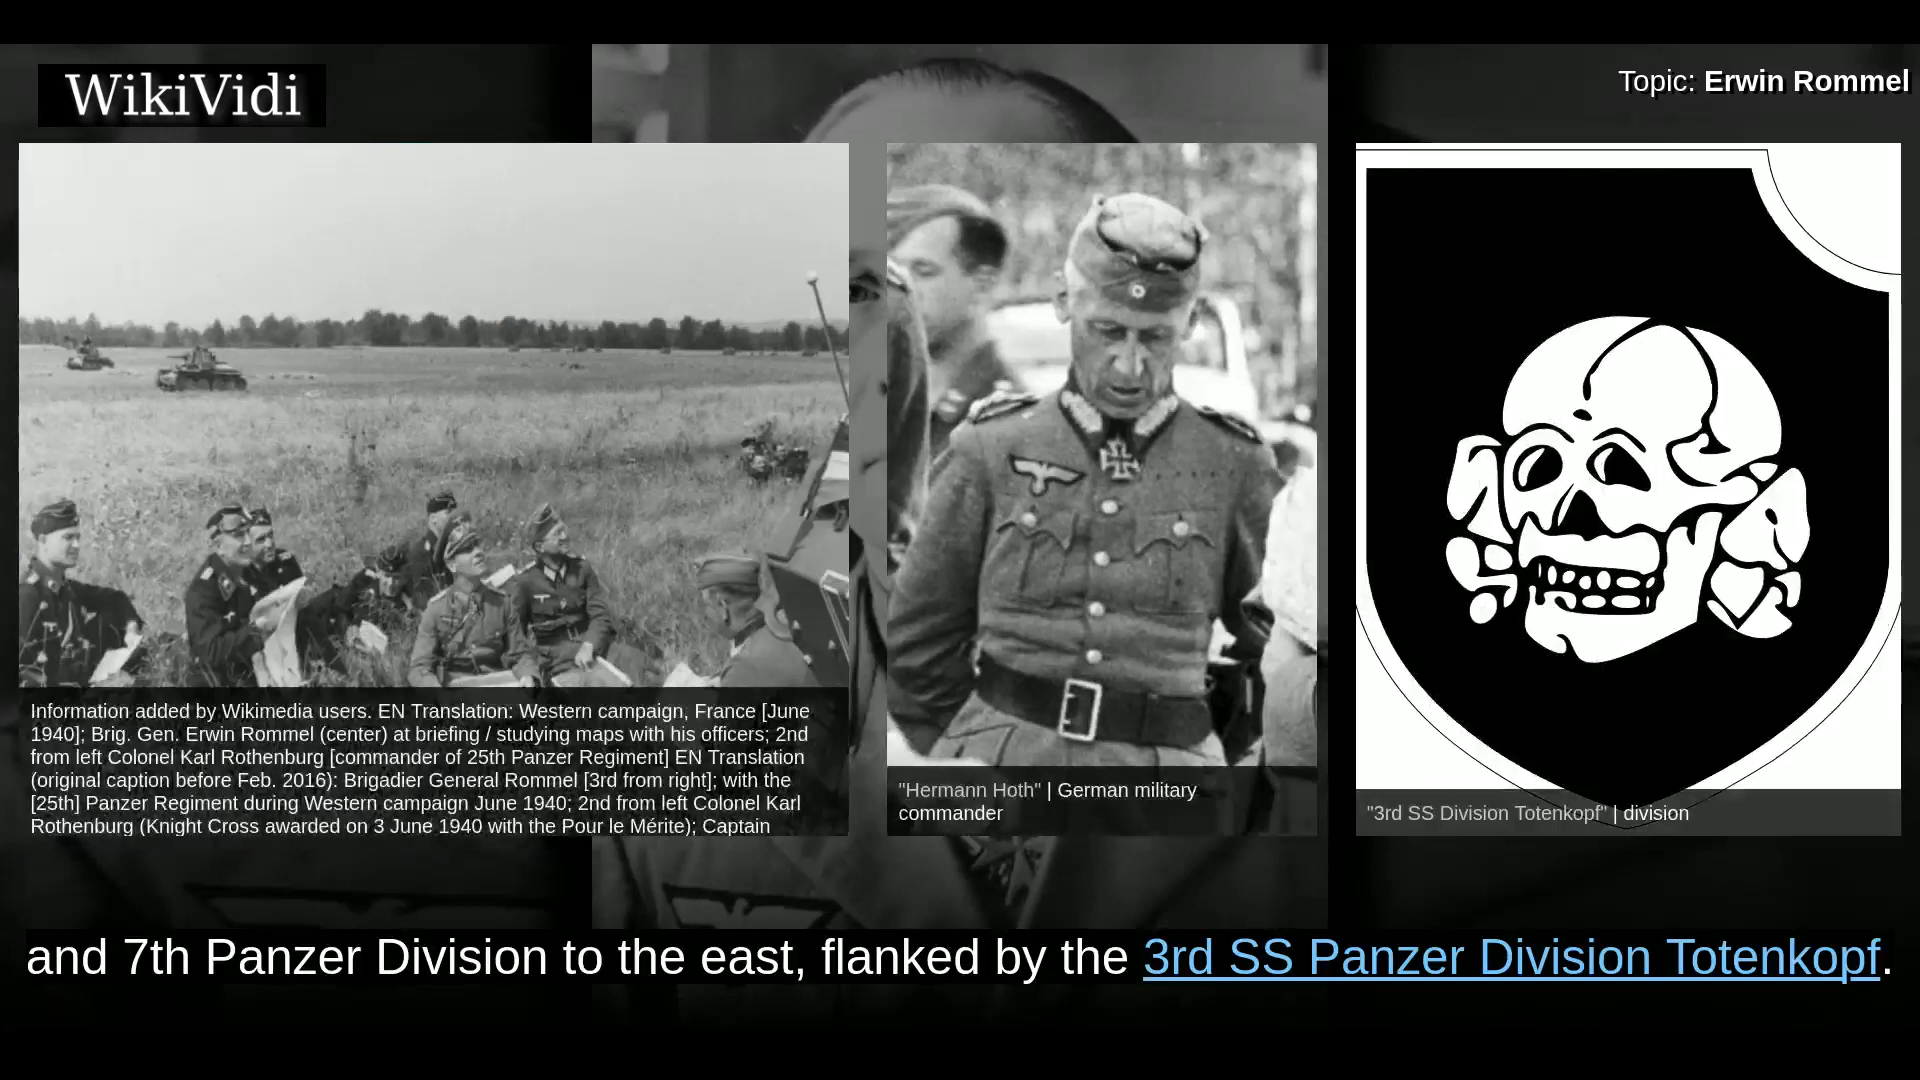 WikiVidi
Topic: Erwin Rommel
Information added by Wikimedia users. EN Translation: Western campaign, France [June
1940]; Brig. Gen. Erwin Rommel (center) at briefing / studying maps with his officers; 2nd
from left Colonel Karl Rothenburg [commander of 25th Panzer Regiment] EN Translation
(original caption before Feb. 2016): Brigadier General Rommel [3rd from right]; with the
[25th] Panzer Regiment during Western campaign June 1940; 2nd from left Colonel Karl
Rothenburg (Knight Cross awarded on 3 June 1940 with the Pour le Mérite); Captain
"Hermann Hoth" | German military
commander
"3rd SS Division Totenkopf" | division
and 7th Panzer Division to the east, flanked by the 3rd SS Panzer Division Totenkopf.